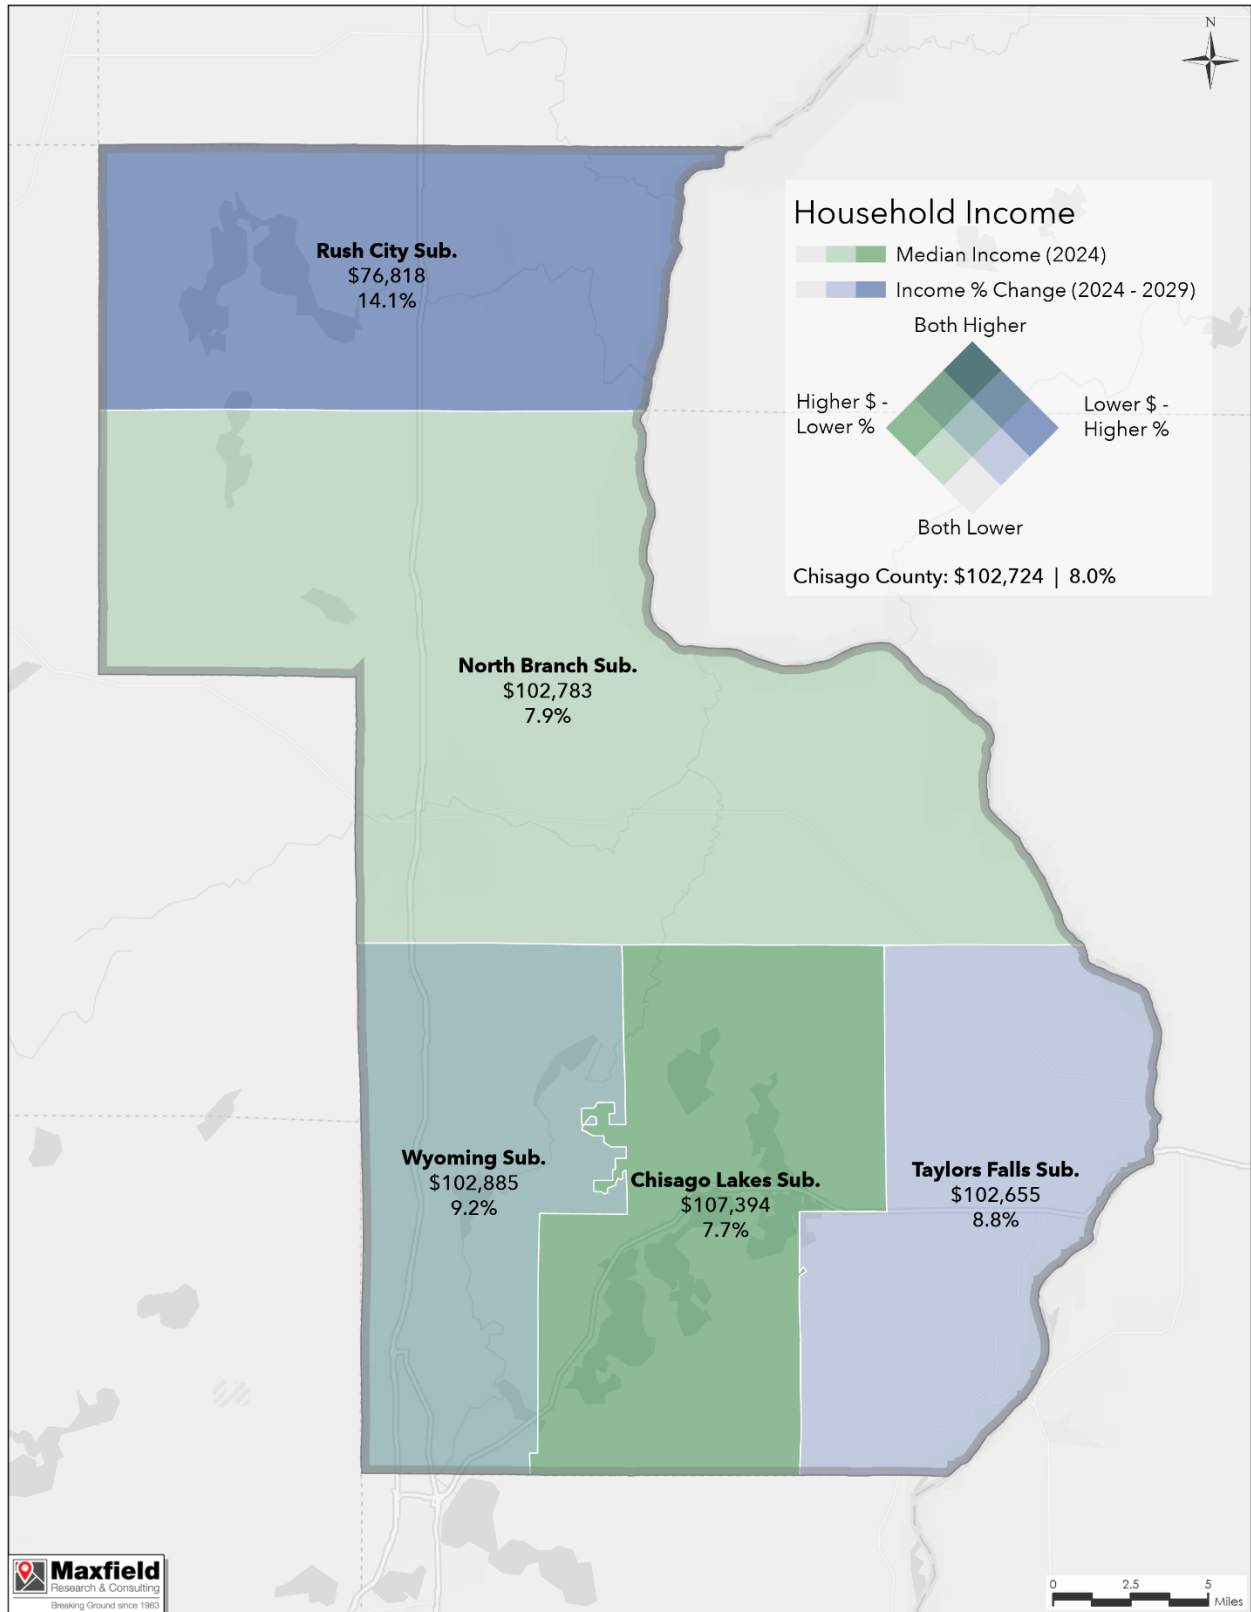 N
Household Income
Median Income (2024)
Income % Change (2024 - 2029)
Both Higher
Higher $ -
Lower %
Lower $ -
Higher %
Both Lower
Chisago County: $102,724 | 8.0%
Rush City Sub.
$76,818
14.1%
North Branch Sub.
$102,783
7.9%
Wyoming Sub.
$102,885
9.2%
Chisago Lakes Sub.
$107,394
7.7%
Taylors Falls Sub.
$102,655
8.8%
Maxfield
Research & Consulting
Breaking Ground since 1983
0 2.5 5
Miles